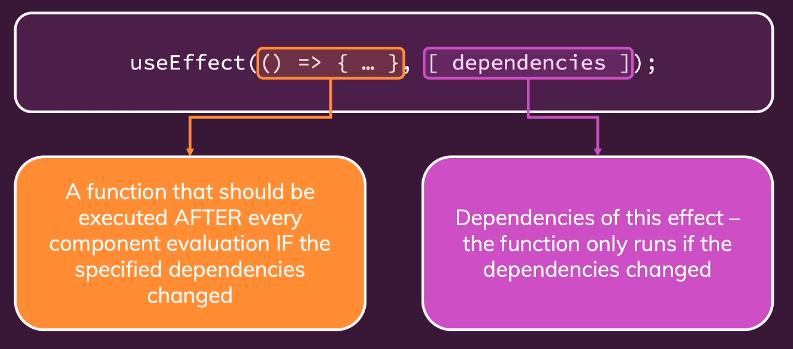 useEffect(() => { … }, [ dependencies ]);
A function that should be
executed AFTER every
component evaluation IF the
specified dependencies
changed
Dependencies of this effect –
the function only runs if the
dependencies changed